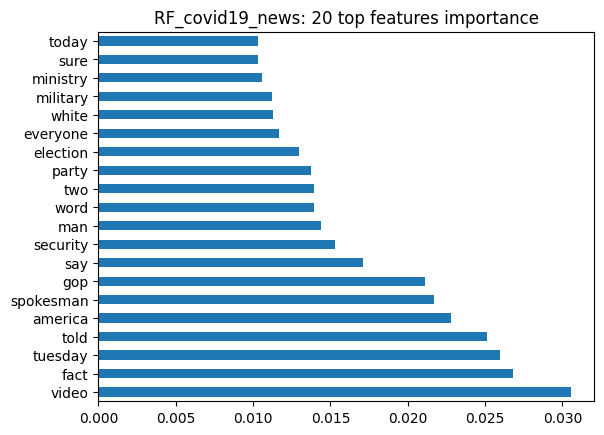 RF_covid19_news: 20 top features importance
today
sure
ministry
military
white
everyone
election
party
two
word
man
security
say
gop
spokesman
america
told
tuesday
fact
video
0.000 0.005 0.010 0.015 0.020 0.025 0.030